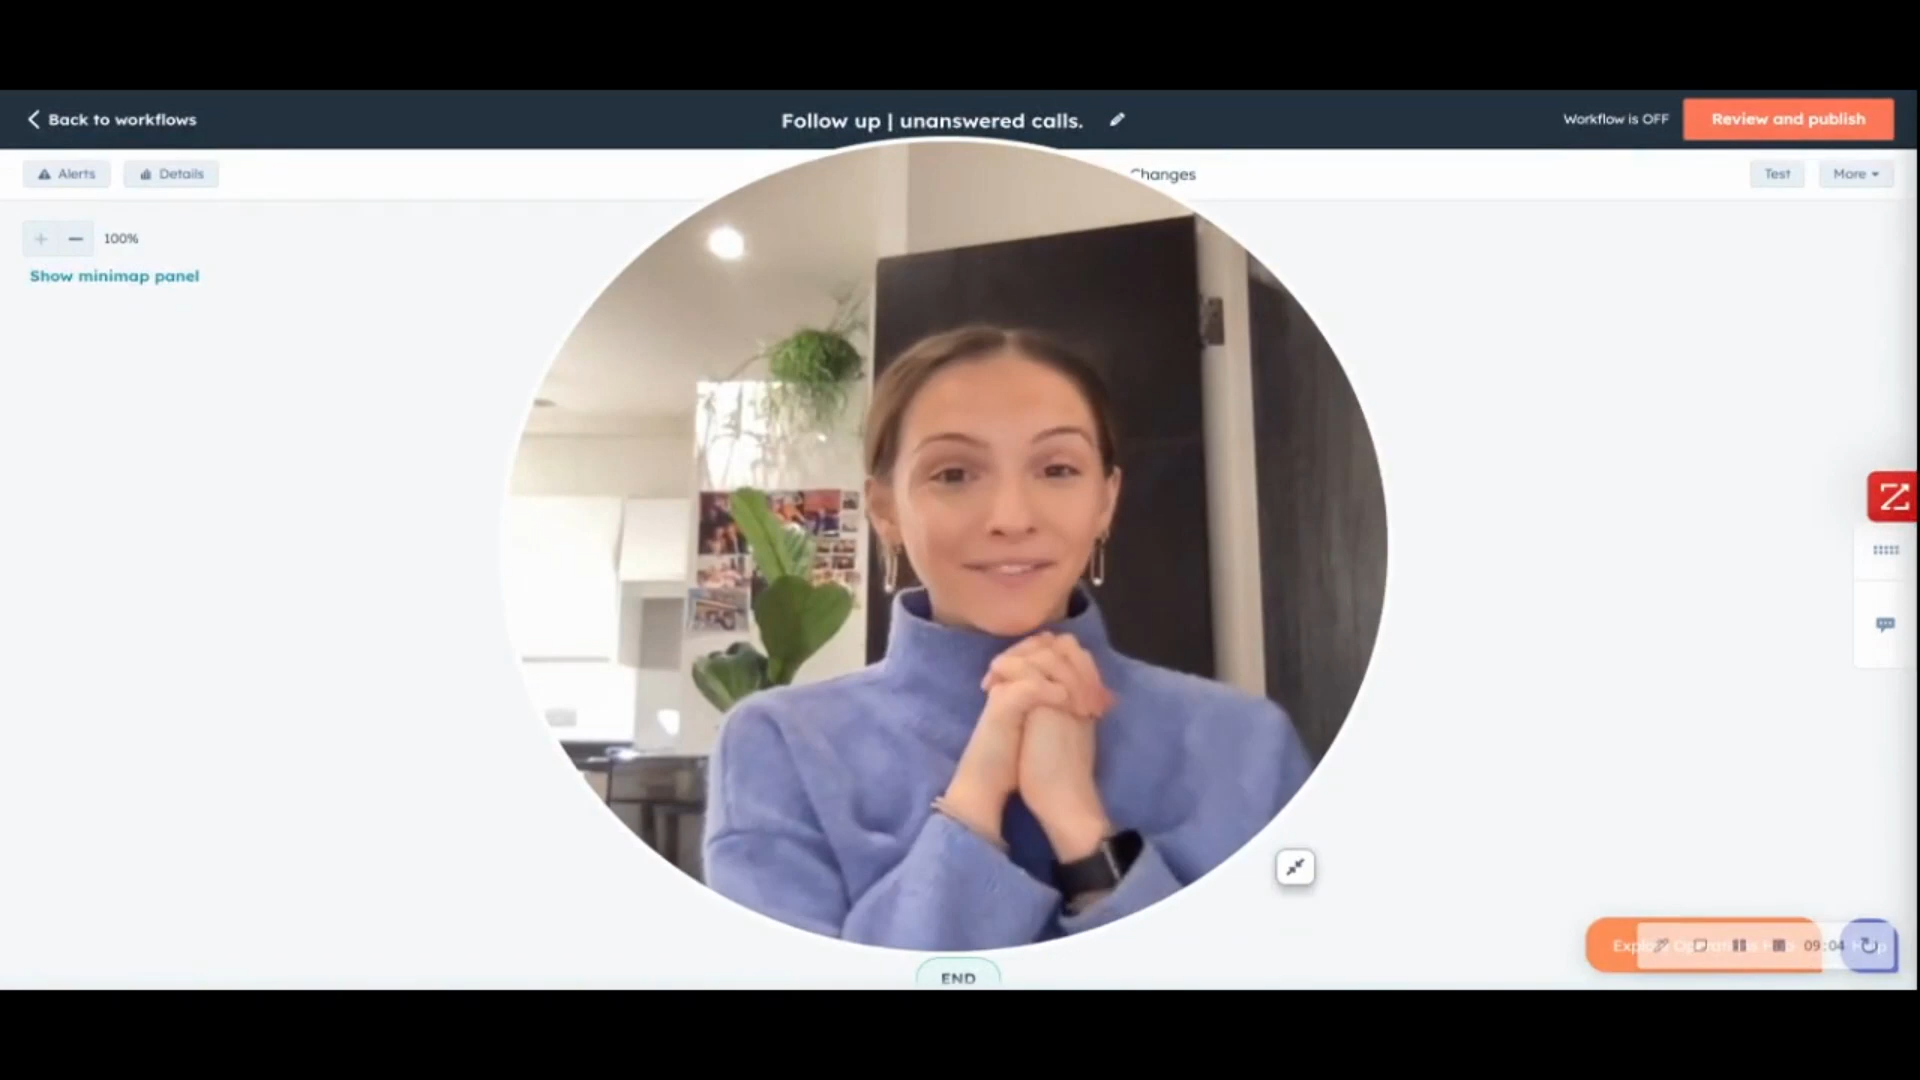 Back to workflows
Follow up | unanswered calls.
Workflow is OFF
Review and publish
Alerts
Details
Changes
Test
More
100%
Show minimap panel
09:04
END